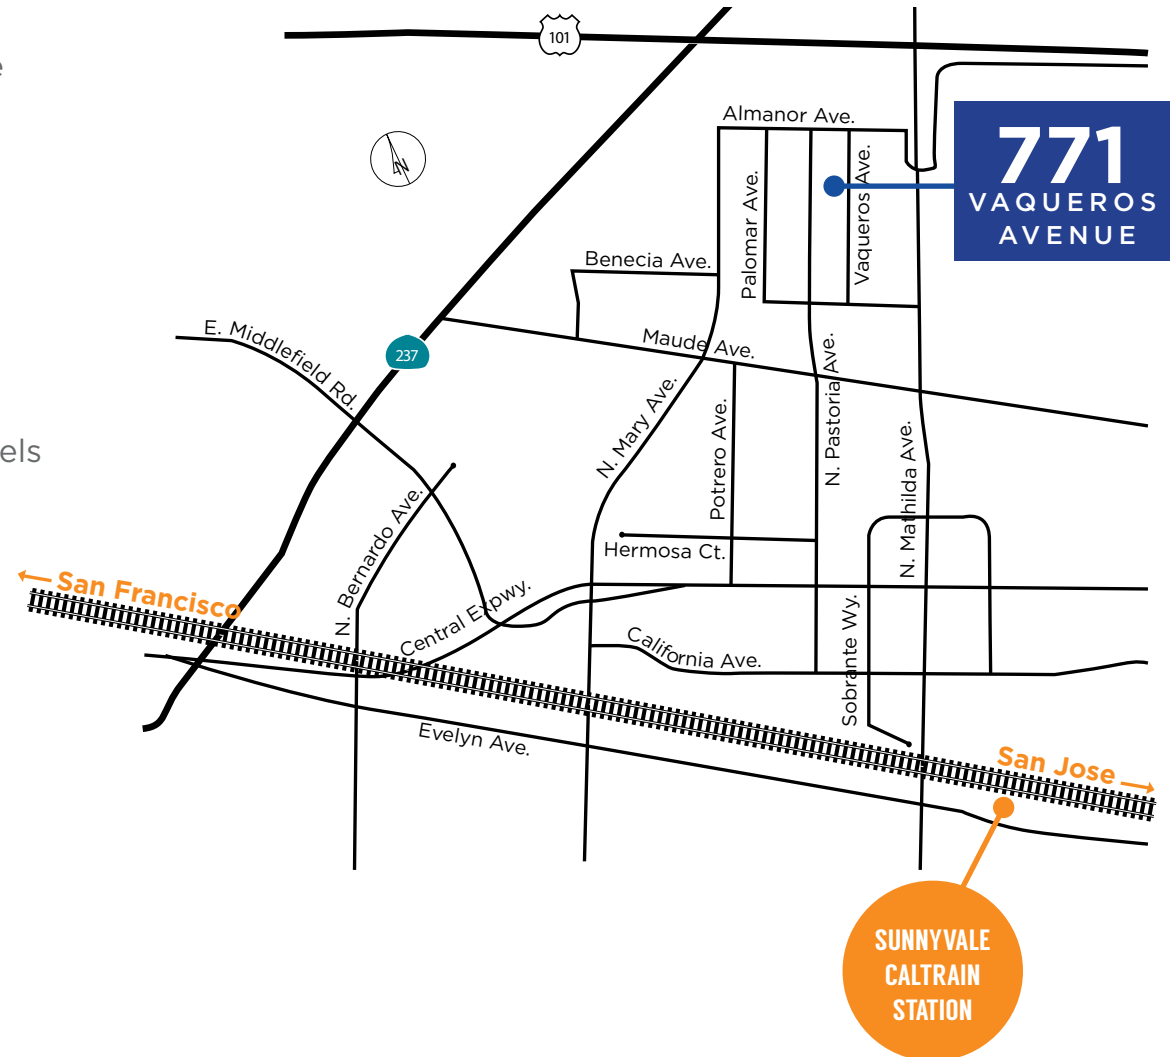 101
e
Almanor Ave.
771
VAQUEROS
AVENUE
Palomar Ave.
Vaqueros Ave.
N
Benecia Ave.
E. Middlefield Rd.
237
Maude Ave.
N. Mary Ave.
Potrero Ave.
N. Pastoria Ave.
N. Mathilda Ave.
els
N. Bernardo Ave.
Hermosa Ct.
San Francisco
Central Expwy.
California Ave.
Sobrante Wy.
Evelyn Ave.
San Jose
SUNNYVALE
CALTRAIN
STATION